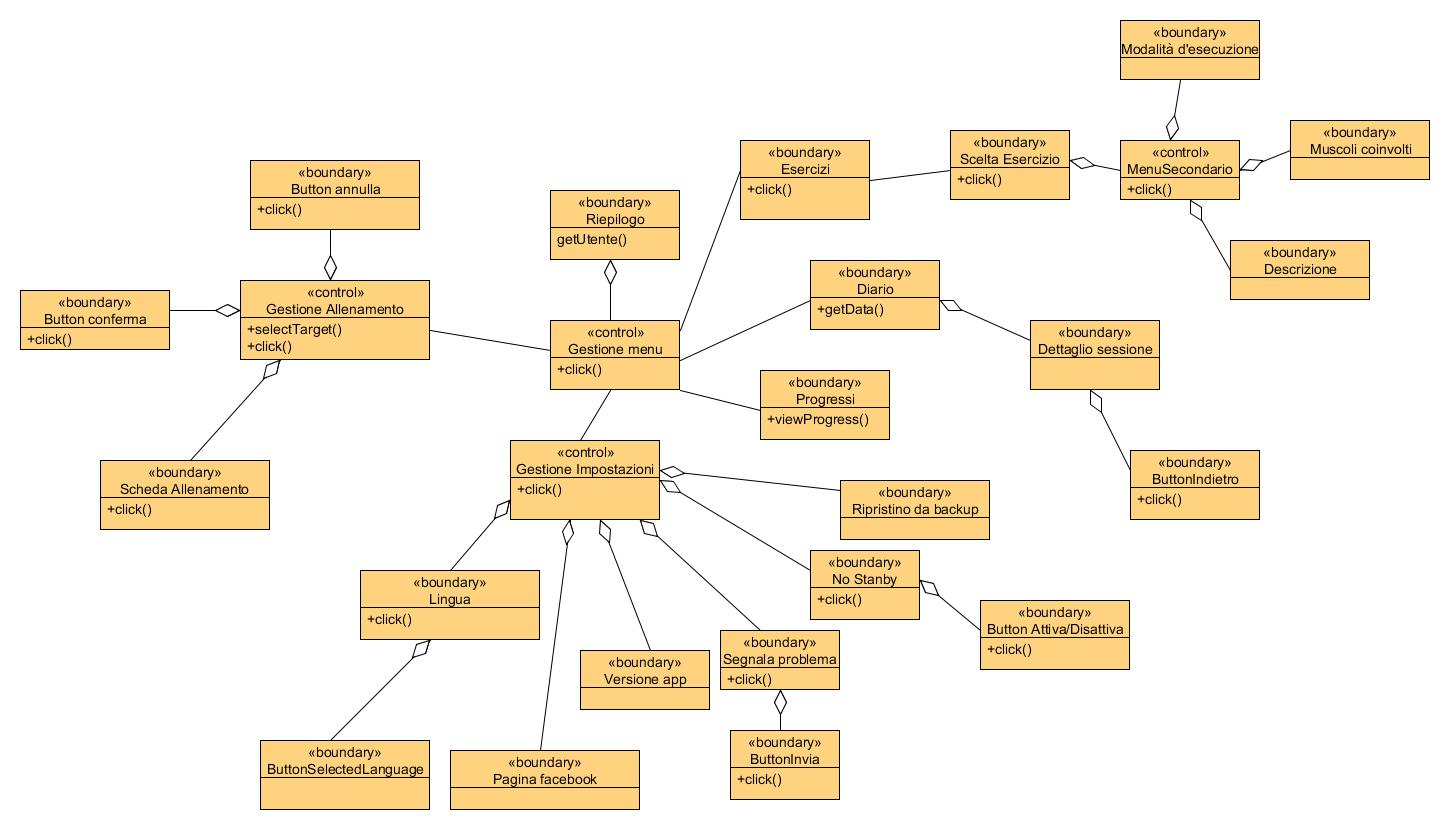 «boundary»
Modalità d'esecuzione
«boundary»
Muscoli coinvolti
«boundary»
Scelta Esercizio
+click()
«control»
MenuSecondario
+click()
«boundary»
Esercizi
+click()
«boundary»
Button annulla
+click()
«boundary»
Riepilogo
getUtente()
«boundary»
Descrizione
«boundary»
Diario
+getData()
«control»
Gestione Allenamento
+selectTarget()
+click()
«boundary»
Button conferma
+click()
«control»
Gestione menu
+click()
«boundary»
Dettaglio sessione
«boundary»
Progressi
+viewProgress()
«control»
Gestione Impostazioni
+click()
«boundary»
ButtonIndietro
+click()
«boundary»
Scheda Allenamento
+click()
«boundary»
Ripristino da backup
«boundary»
No Stanby
+click()
«boundary»
Lingua
+click()
«boundary»
Button Attiva/Disattiva
+click()
«boundary»
Segnala problema
+click()
«boundary»
Versione app
«boundary»
ButtonInvia
+click()
«boundary»
ButtonSelectedLanguage
«boundary»
Pagina facebook